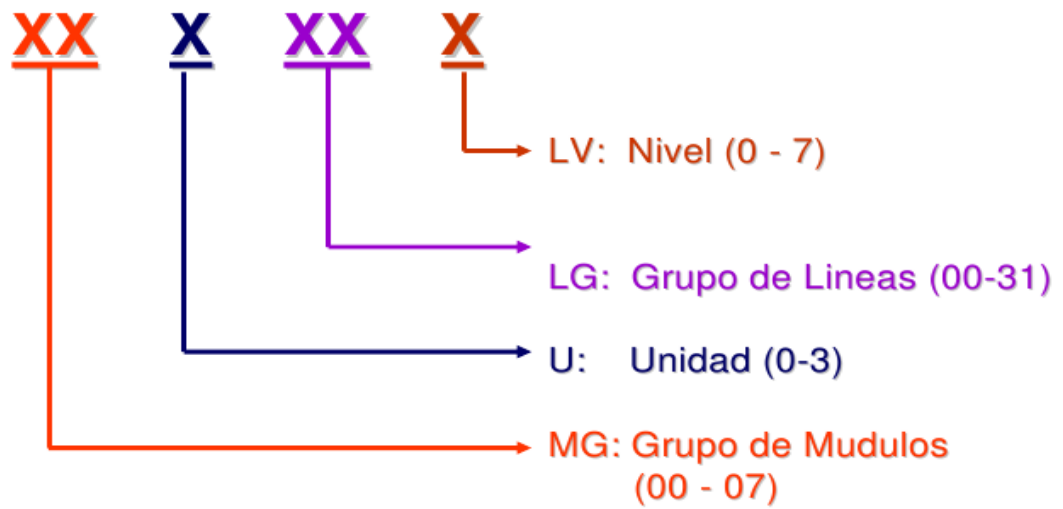 XX X XX X
LV: Nivel (0 - 7)
LG: Grupo de Lineas (00-31)
U: Unidad (0-3)
MG: Grupo de Mudulos
(00 - 07)